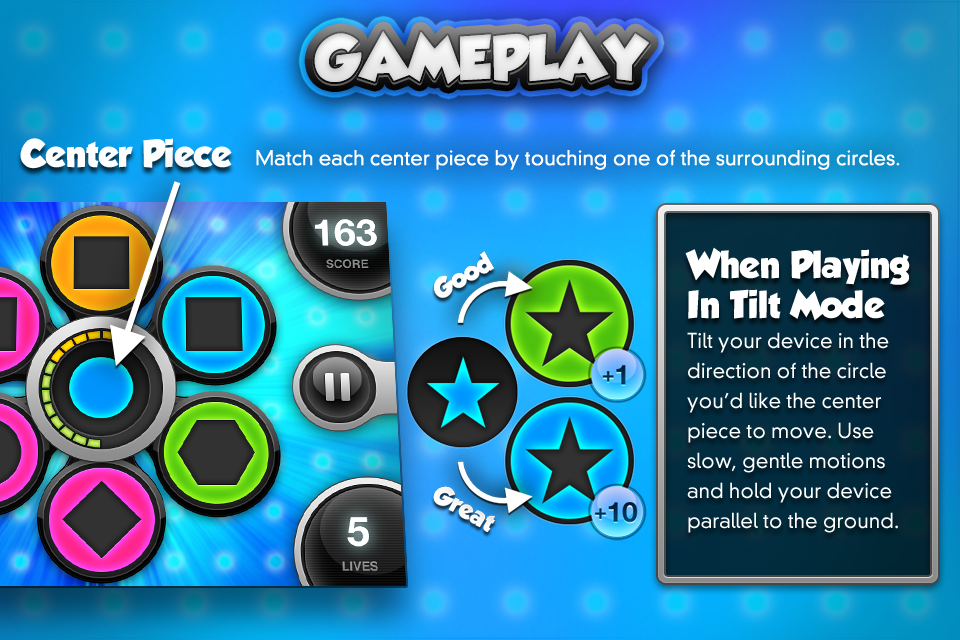 GAMEPLAY
Center Piece
Match each center piece by touching one of the surrounding circles.
163
SCORE
5
LIVES
Good
+1
Great
+10
When Playing
In Tilt Mode
Tilt your device in the
direction of the circle
you'd like the center
piece to move. Use
slow, gentle motions
and hold your device
parallel to the ground.